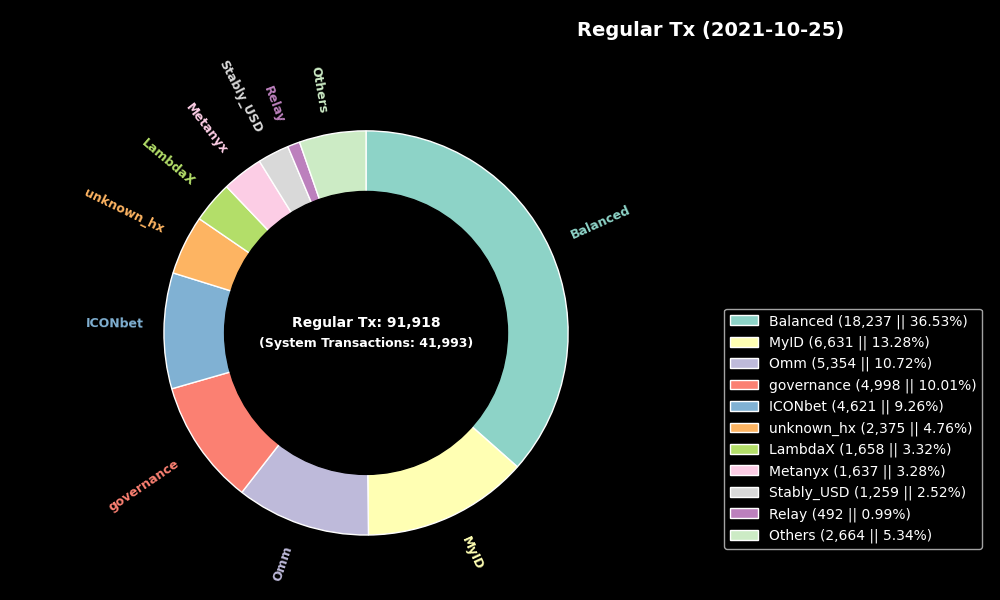 Regular Tx (2021-10-25)
Others
Relay
Stably_USD
Metanyx
LambdaX
unknown_hx
Balanced
ICONbet
Regular Tx: 91,918
(System Transactions: 41,993)
governance
Omm
MyID
Balanced (18,237 || 36.53%)
MyID (6,631 || 13.28%)
Omm (5,354 || 10.72%)
governance (4,998 || 10.01%)
ICONbet (4,621 || 9.26%)
unknown_hx (2,375 || 4.76%)
LambdaX (1,658 || 3.32%)
Metanyx (1,637 || 3.28%)
Stably_USD (1,259 || 2.52%)
Relay (492 || 0.99%)
Others (2,664 || 5.34%)